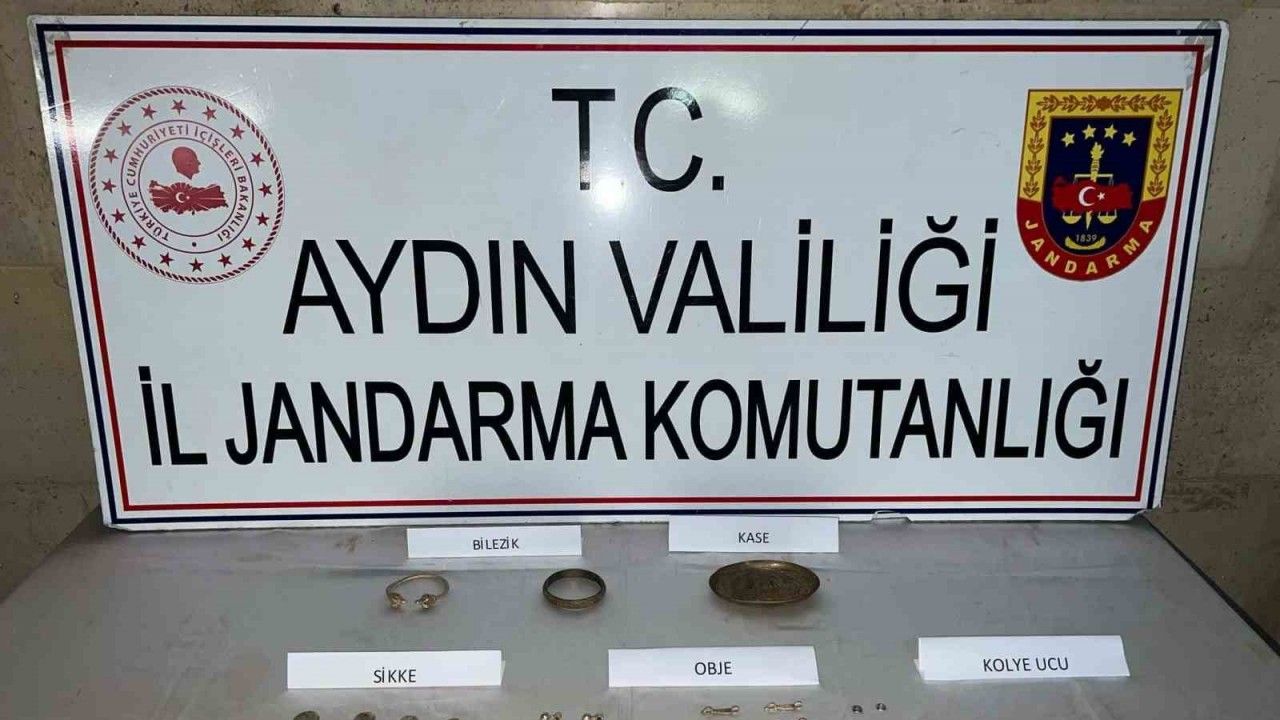 T.C.
AYDIN VALİLİĞİ
İL JANDARMA KOMUTANLIĞI
TÜRKİYE CUMHURİYETİ İÇİŞLERİ BAKANLIĞI
1839
JANDARMA
BİLEZİK
KASE
SİKKE
OBJE
KOLYE UCU